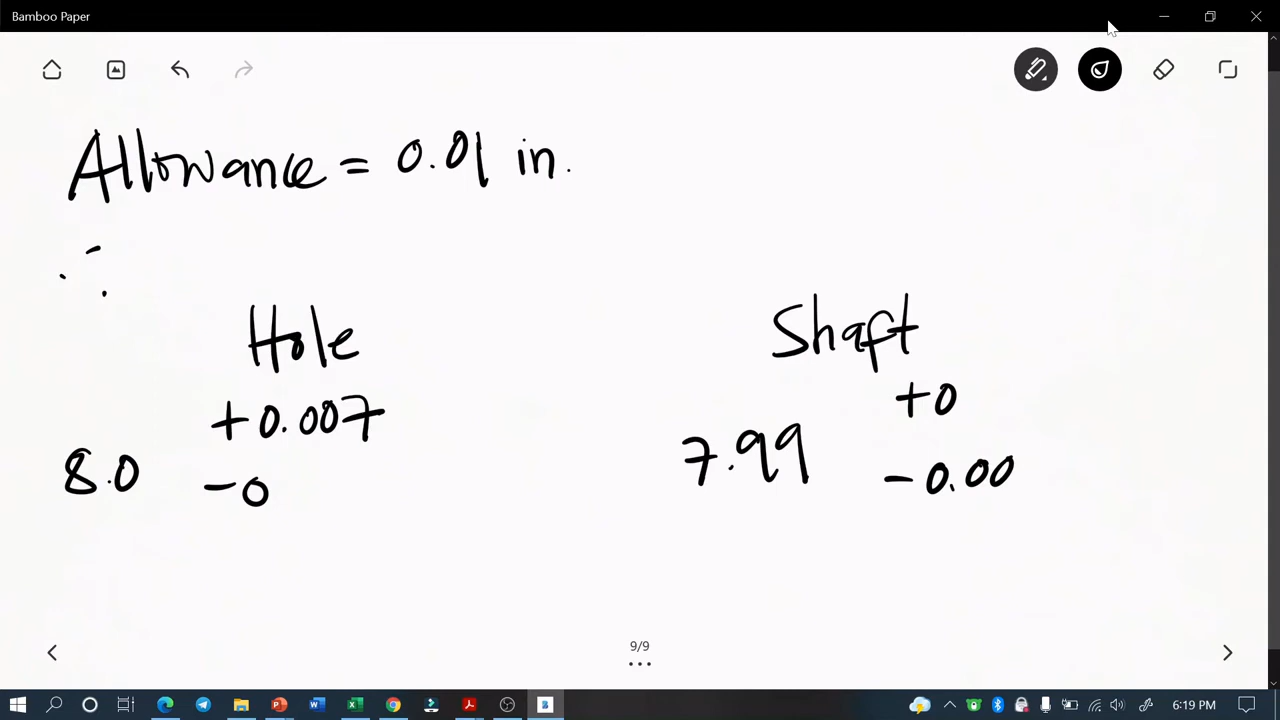 Bamboo Paper
Allowance = 0.01 in.
∴
Hole
+0.007
8.0 -0
Shaft
+0
7.99 -0.00
9/9
6:19 PM